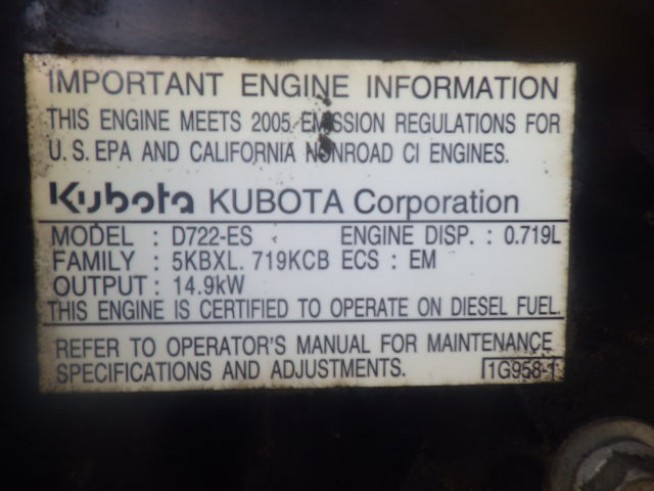 IMPORTANT ENGINE INFORMATION
THIS ENGINE MEETS 2005 EMISSION REGULATIONS FOR
U.S. EPA AND CALIFORNIA NONROAD CI ENGINES.
Kubota KUBOTA Corporation
MODEL : D722-ES ENGINE DISP. : 0.719L
FAMILY : 5KBXL. 719KCB ECS : EM
OUTPUT : 14.9kW
THIS ENGINE IS CERTIFIED TO OPERATE ON DIESEL FUEL.
REFER TO OPERATOR'S MANUAL FOR MAINTENANCE
SPECIFICATIONS AND ADJUSTMENTS. 1G958-1